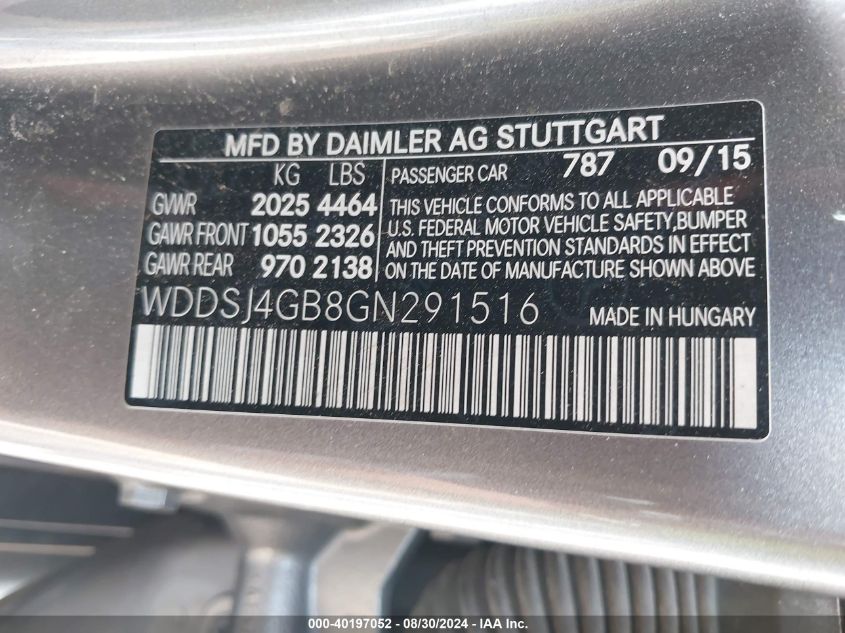 MFD BY DAIMLER AG STUTTGART
KG LBS
GVWR 2025 4464
GAWR FRONT 1055 2326
GAWR REAR 970 2138
PASSENGER CAR 787 09/15
THIS VEHICLE CONFORMS TO ALL APPLICABLE
U.S. FEDERAL MOTOR VEHICLE SAFETY,BUMPER
AND THEFT PREVENTION STANDARDS IN EFFECT
ON THE DATE OF MANUFACTURE SHOWN ABOVE
WDDSJ4GB8GN291516 MADE IN HUNGARY
000-40197052 - 08/30/2024 - IAAI.COM